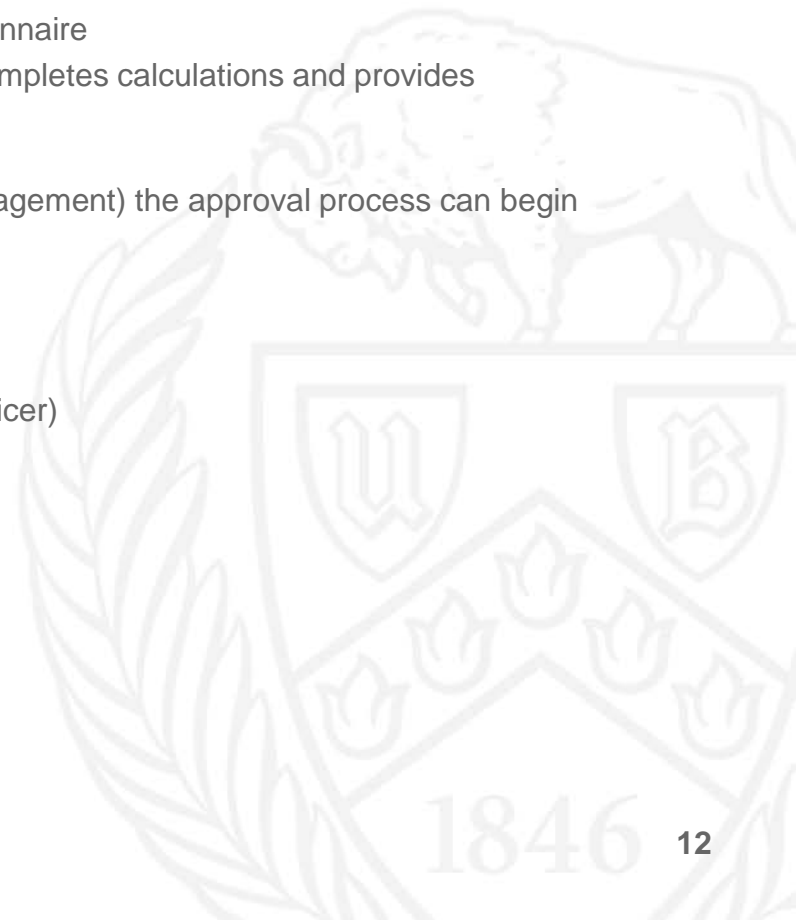 nnaire
mpletes calculations and provides
agement) the approval process can begin
icer)
U B
1846
12